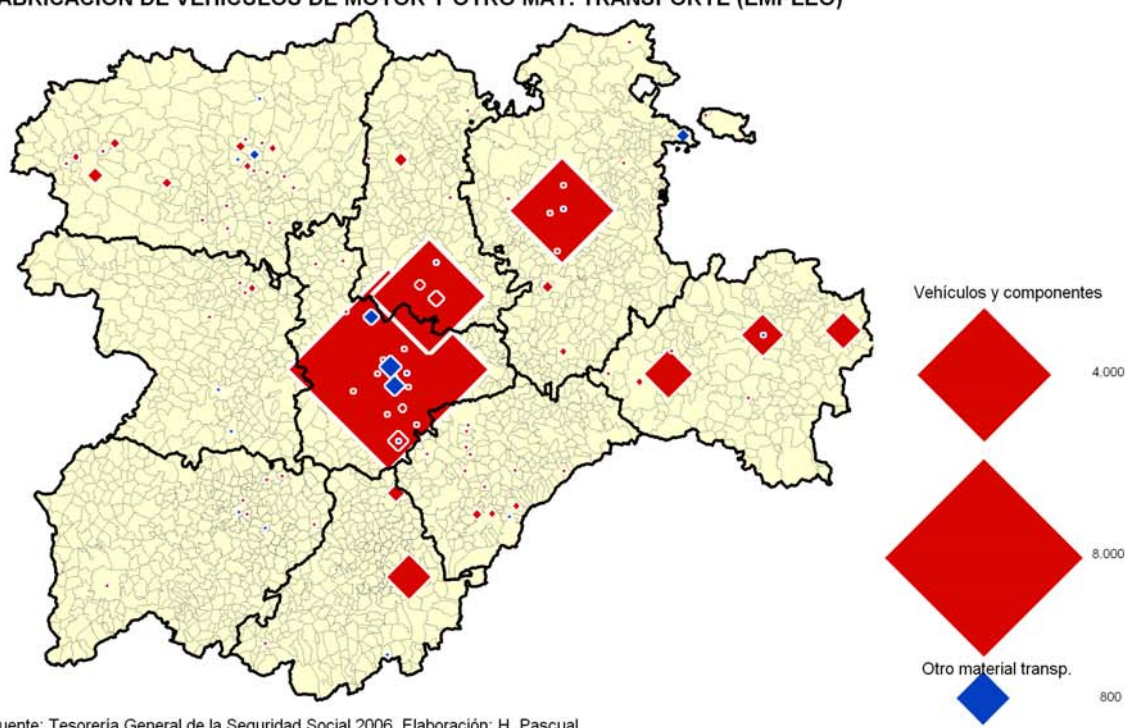 ABRICACIÓN DE VEHÍCULOS DE MOTOR Y OTRO MAT. TRANSPORTE (EMPLEO)
Vehículos y componentes
4.000
8.000
Otro material transp.
800
uente: Tesorería General de la Seguridad Social 2006. Elaboración: H. Pascual